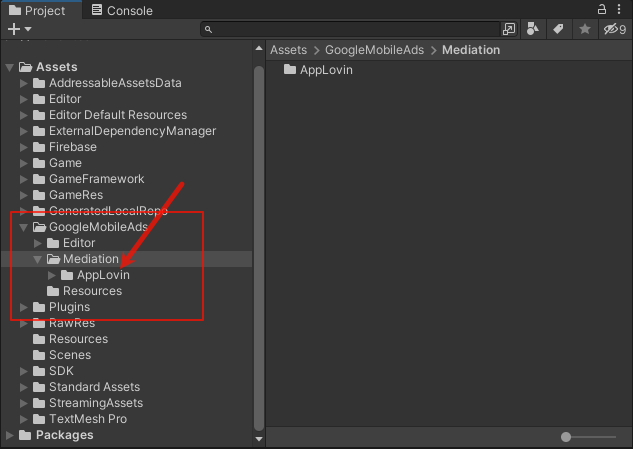 Project
Console
9
Assets
AddressableAssetsData
Editor
Editor Default Resources
ExternalDependencyManager
Firebase
Game
GameFramework
GameRes
GeneratedLocalRepo
GoogleMobileAds
Editor
Mediation
AppLovin
Resources
Plugins
RawRes
Resources
Scenes
SDK
Standard Assets
StreamingAssets
TextMesh Pro
Packages
Assets > GoogleMobileAds > Mediation
AppLovin